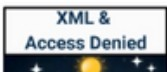 XML &
Access Denied